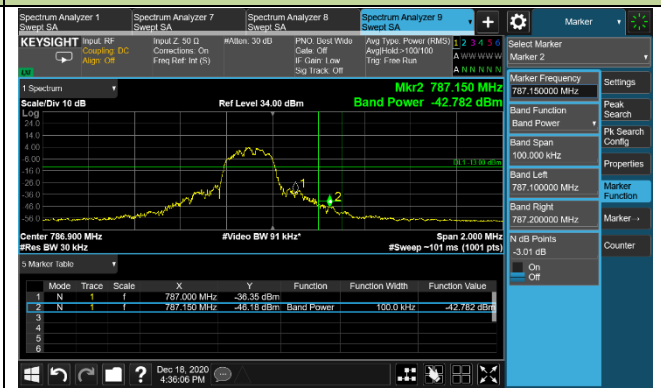 Spectrum Analyzer 1
Swept SA
Spectrum Analyzer 7
Swept SA
Spectrum Analyzer 8
Swept SA
Spectrum Analyzer 9
Swept SA
+
Marker
KEYSIGHT
Input: RF
Coupling: DC
Align: Off
Input Z: 50 Ω
Corrections: On
Freq Ref: Int (S)
#Atten: 30 dB
PNO: Best Wide
Gate: Off
IF Gain: Low
Sig Track: Off
Avg Type: Power (RMS)
Avg|Hold:>100/100
Trig: Free Run
1 2 3 4 5 6
A W W W W W
A N N N N N
LXI
1 Spectrum
Scale/Div 10 dB
Ref Level 34.00 dBm
Mkr2 787.150 MHz
Band Power -42.782 dBm
Log
24.0
14.0
4.00
-6.00
-16.0
-26.0
-36.0
-46.0
-56.0
DL1 -13.00 dBm
1
2
Center 786.900 MHz
#Res BW 30 kHz
#Video BW 91 kHz*
Span 2.000 MHz
#Sweep ~101 ms (1001 pts)
5 Marker Table
Mode Trace Scale X Y Function Function Width Function Value
1 N 1 f 787.000 MHz -36.35 dBm
2 N 1 f 787.150 MHz -46.18 dBm Band Power 100.0 kHz -42.782 dBm
3
4
5
6
Dec 18, 2020
4:36:06 PM
Select Marker
Marker 2
Marker Frequency
787.150000 MHz
Band Function
Band Power
Band Span
100.000 kHz
Band Left
787.100000 MHz
Band Right
787.200000 MHz
N dB Points
-3.01 dB
On
Off
Settings
Peak
Search
Pk Search
Config
Properties
Marker
Function
Marker→
Counter